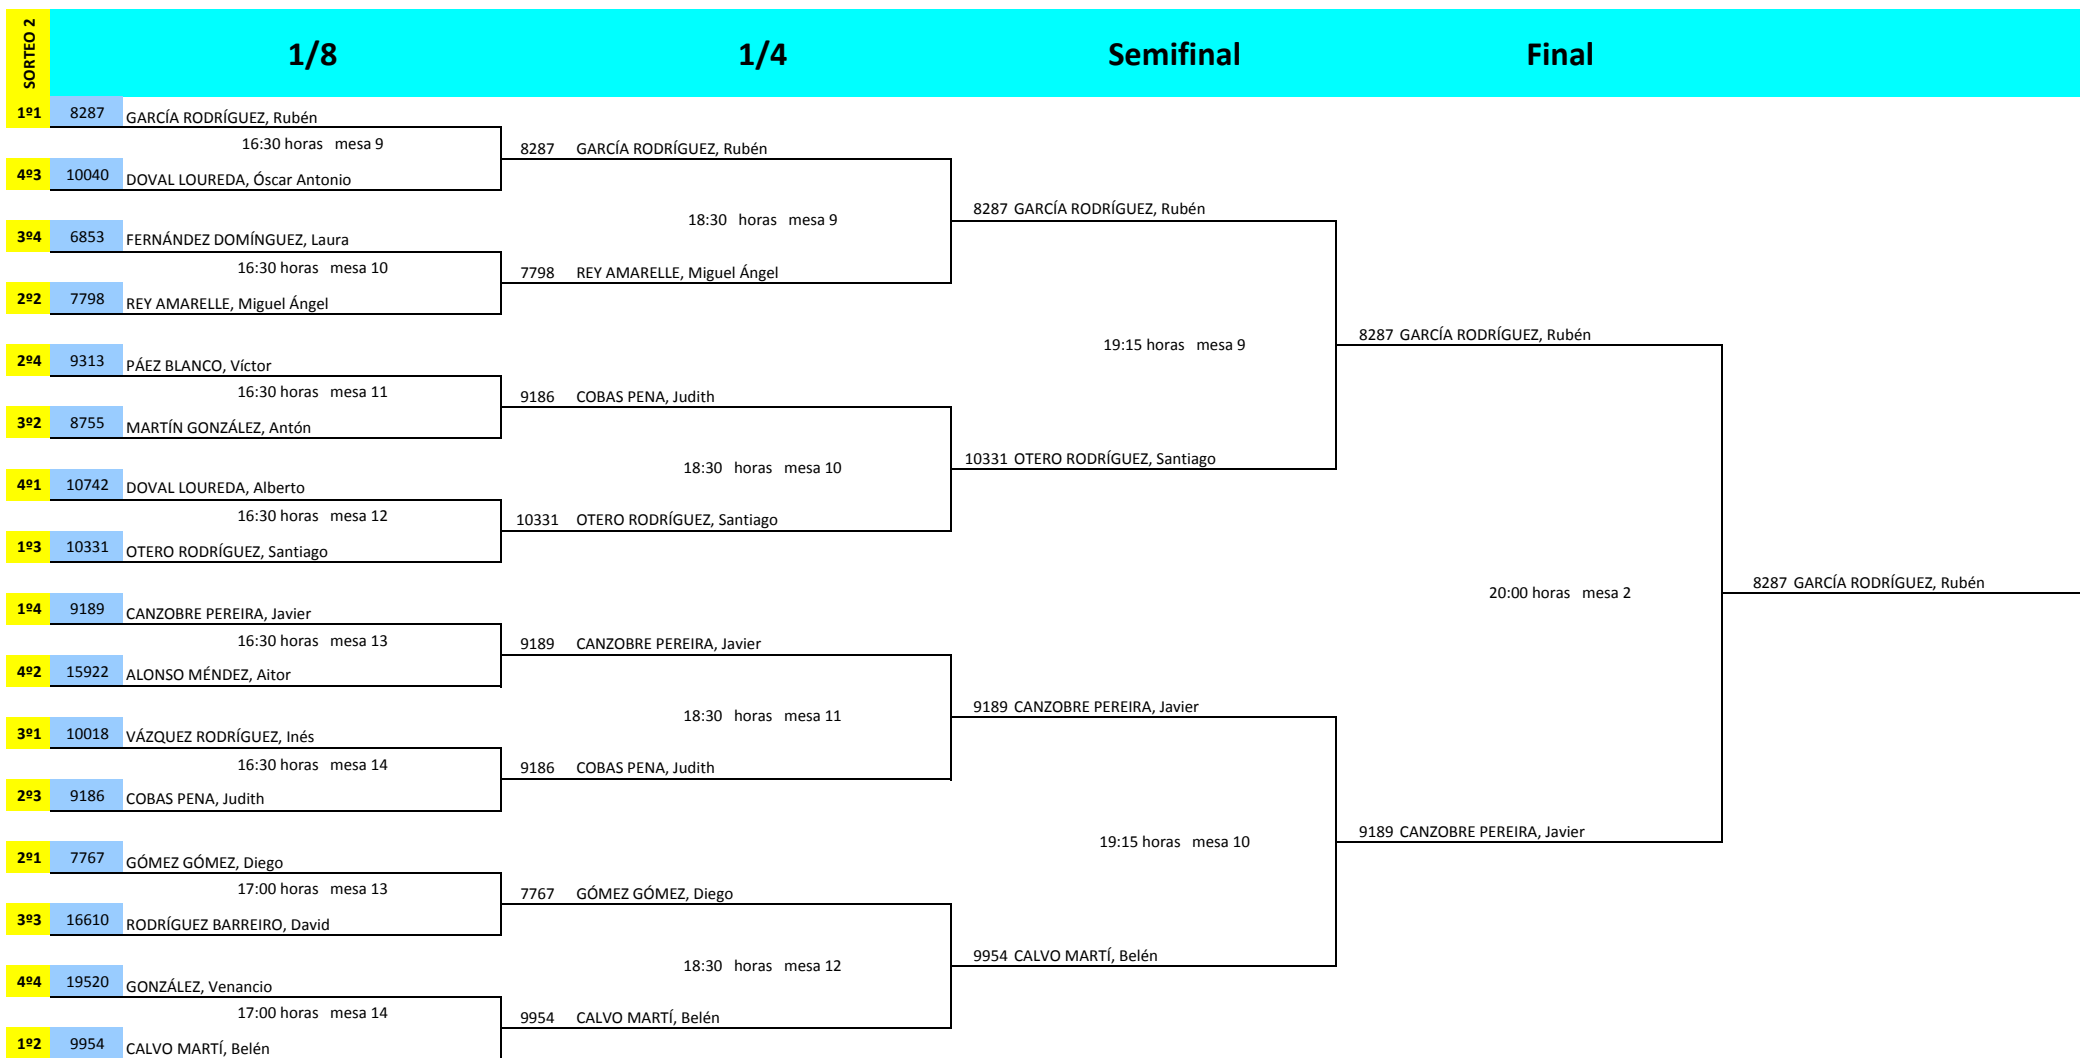 SORTEO 2
1/8 1/4 Semifinal Final
1º1 8287 GARCÍA RODRÍGUEZ, Rubén
16:30 horas mesa 9
8287 GARCÍA RODRÍGUEZ, Rubén
4º3 10040 DOVAL LOUREDA, Óscar Antonio
18:30 horas mesa 9
8287 GARCÍA RODRÍGUEZ, Rubén
3º4 6853 FERNÁNDEZ DOMÍNGUEZ, Laura
16:30 horas mesa 10
7798 REY AMARELLE, Miguel Ángel
2º2 7798 REY AMARELLE, Miguel Ángel
19:15 horas mesa 9
8287 GARCÍA RODRÍGUEZ, Rubén
2º4 9313 PÁEZ BLANCO, Víctor
16:30 horas mesa 11
9186 COBAS PENA, Judith
3º2 8755 MARTÍN GONZÁLEZ, Antón
18:30 horas mesa 10
10331 OTERO RODRÍGUEZ, Santiago
4º1 10742 DOVAL LOUREDA, Alberto
16:30 horas mesa 12
10331 OTERO RODRÍGUEZ, Santiago
1º3 10331 OTERO RODRÍGUEZ, Santiago
20:00 horas mesa 2
8287 GARCÍA RODRÍGUEZ, Rubén
1º4 9189 CANZOBRE PEREIRA, Javier
16:30 horas mesa 13
9189 CANZOBRE PEREIRA, Javier
4º2 15922 ALONSO MÉNDEZ, Aitor
18:30 horas mesa 11
9189 CANZOBRE PEREIRA, Javier
3º1 10018 VÁZQUEZ RODRÍGUEZ, Inés
16:30 horas mesa 14
9186 COBAS PENA, Judith
2º3 9186 COBAS PENA, Judith
19:15 horas mesa 10
9189 CANZOBRE PEREIRA, Javier
2º1 7767 GÓMEZ GÓMEZ, Diego
17:00 horas mesa 13
7767 GÓMEZ GÓMEZ, Diego
3º3 16610 RODRÍGUEZ BARREIRO, David
18:30 horas mesa 12
9954 CALVO MARTÍ, Belén
4º4 19520 GONZÁLEZ, Venancio
17:00 horas mesa 14
9954 CALVO MARTÍ, Belén
1º2 9954 CALVO MARTÍ, Belén